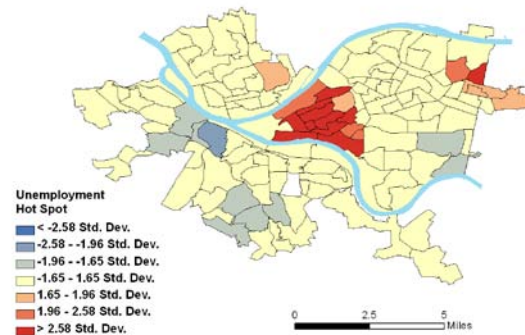 Unemployment
Hot Spot
< -2.58 Std. Dev.
-2.58 - -1.96 Std. Dev.
-1.96 - -1.65 Std. Dev.
-1.65 - 1.65 Std. Dev.
1.65 - 1.96 Std. Dev.
1.96 - 2.58 Std. Dev.
> 2.58 Std. Dev.
0 2.5 5
Miles